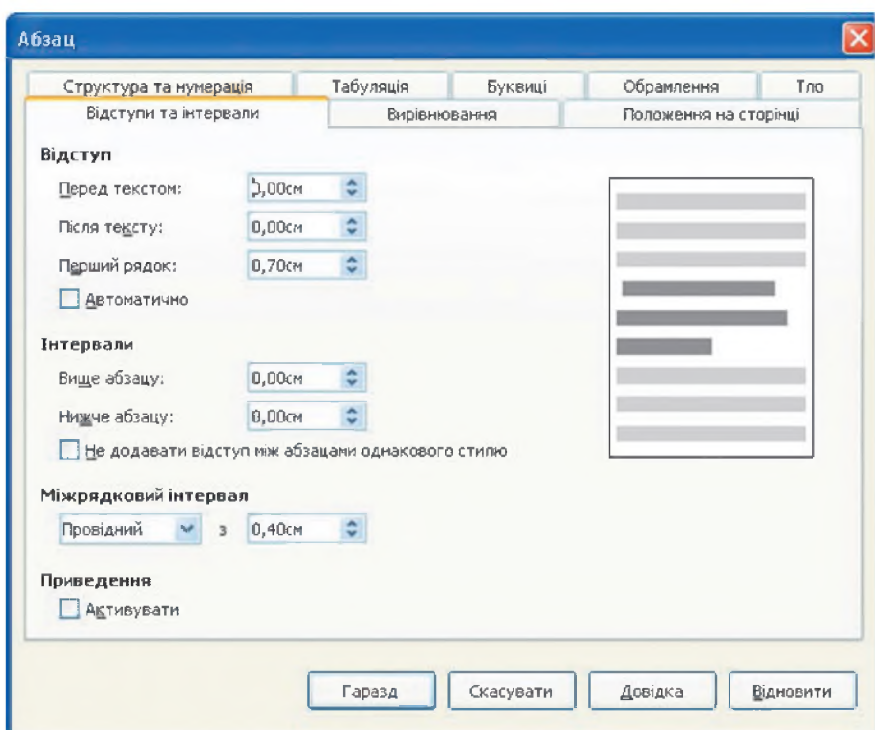 Абзац
Структура та нумерація Табуляція Буквиці Обрамлення Тло
Відступи та інтервали Вирівнювання Положення на сторінці
Відступ
Перед текстом: 0,00см
Після тексту: 0,00см
Перший рядок: 0,70см
Автоматично
Інтервали
Вище абзацу: 0,00см
Нижче абзацу: 0,00см
Не додавати відступ між абзацами однакового стилю
Міжрядковий інтервал
Провідний з 0,40см
Приведення
Активувати
Гаразд Скасувати Довідка Відновити